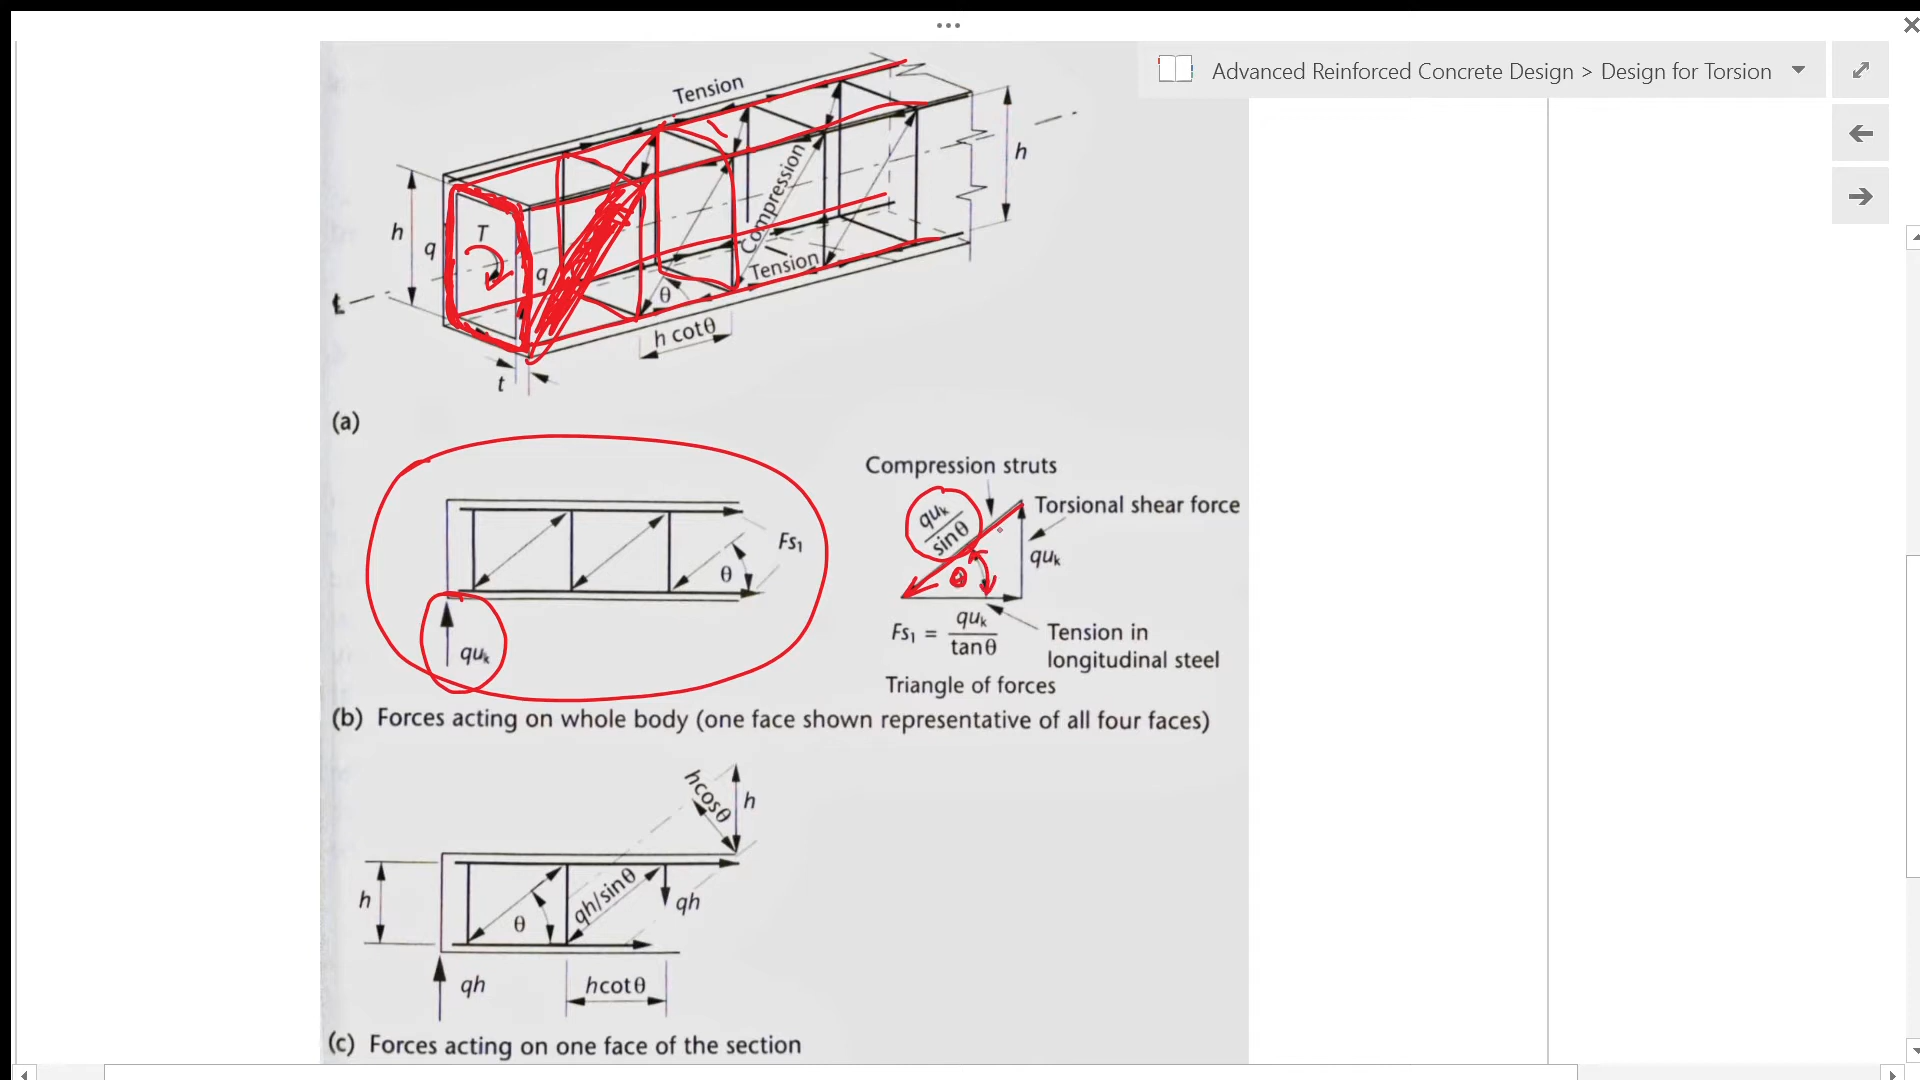 Advanced Reinforced Concrete Design > Design for Torsion
Tension
h
h
q
T
q
Compression
Tension
θ
h cotθ
t
(a)
Compression struts
quₖ
sinθ
Torsional shear force
Fs₁
θ
θ
quₖ
quₖ
Fs₁ = quₖ
tanθ
Tension in
longitudinal steel
Triangle of forces
(b) Forces acting on whole body (one face shown representative of all four faces)
hcosθ
h
h
θ
qh/sinθ
qh
qh
hcotθ
(c) Forces acting on one face of the section